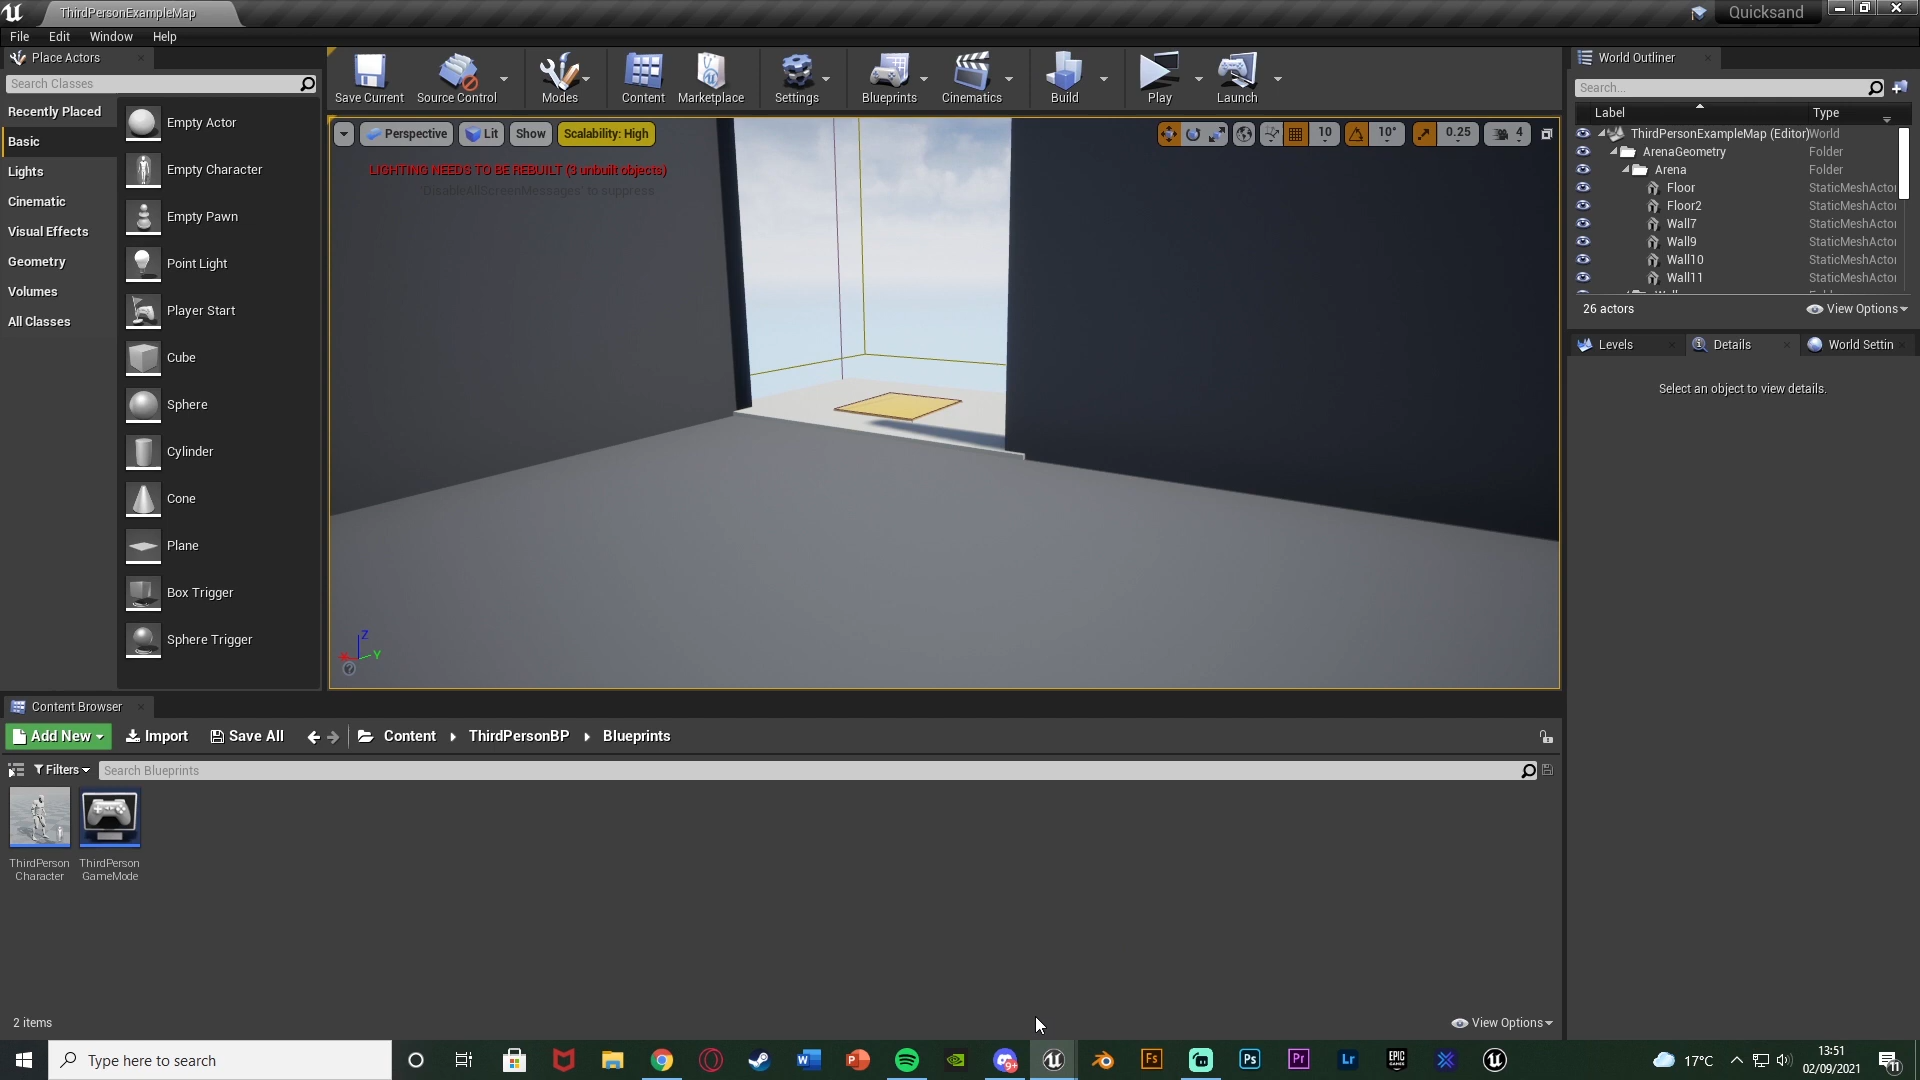 ThirdPersonExampleMap
Quicksand
File Edit Window Help
Place Actors
Search Classes
Recently Placed
Basic
Lights
Cinematic
Visual Effects
Geometry
Volumes
All Classes
Empty Actor
Empty Character
Empty Pawn
Point Light
Player Start
Cube
Sphere
Cylinder
Cone
Plane
Box Trigger
Sphere Trigger
Save Current
Source Control
Modes
Content
Marketplace
Settings
Blueprints
Cinematics
Build
Play
Launch
Perspective
Lit
Show
Scalability: High
10
10°
0.25
4
LIGHTING NEEDS TO BE REBUILT (3 unbuilt objects)
'DisableAllScreenMessages' to suppress
Z
Y
World Outliner
Search...
Label Type
ThirdPersonExampleMap (Editor) World
ArenaGeometry Folder
Arena Folder
Floor StaticMeshActor
Floor2 StaticMeshActor
Wall7 StaticMeshActor
Wall9 StaticMeshActor
Wall10 StaticMeshActor
Wall11 StaticMeshActor
26 actors
View Options
Levels
Details
World Settin
Select an object to view details.
Content Browser
Add New
Import
Save All
Content
ThirdPersonBP
Blueprints
Filters
Search Blueprints
ThirdPerson
Character
ThirdPerson
GameMode
2 items
View Options
Type here to search
17°C
13:51
02/09/2021